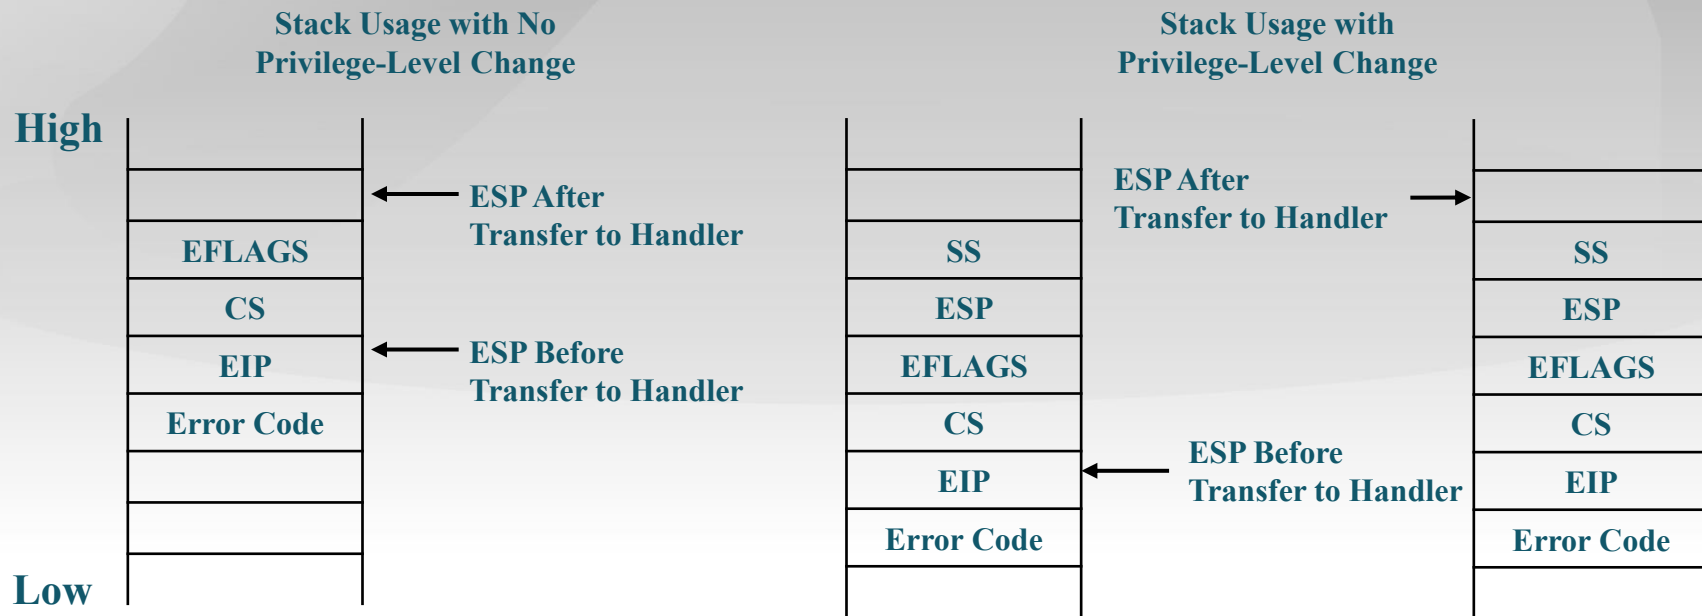 Stack Usage with No
Privilege-Level Change
Stack Usage with
Privilege-Level Change
High
ESP After
Transfer to Handler
EFLAGS
CS
EIP
Error Code
ESP Before
Transfer to Handler
Low
SS
ESP
EFLAGS
CS
EIP
Error Code
ESP After
Transfer to Handler
ESP Before
Transfer to Handler
SS
ESP
EFLAGS
CS
EIP
Error Code